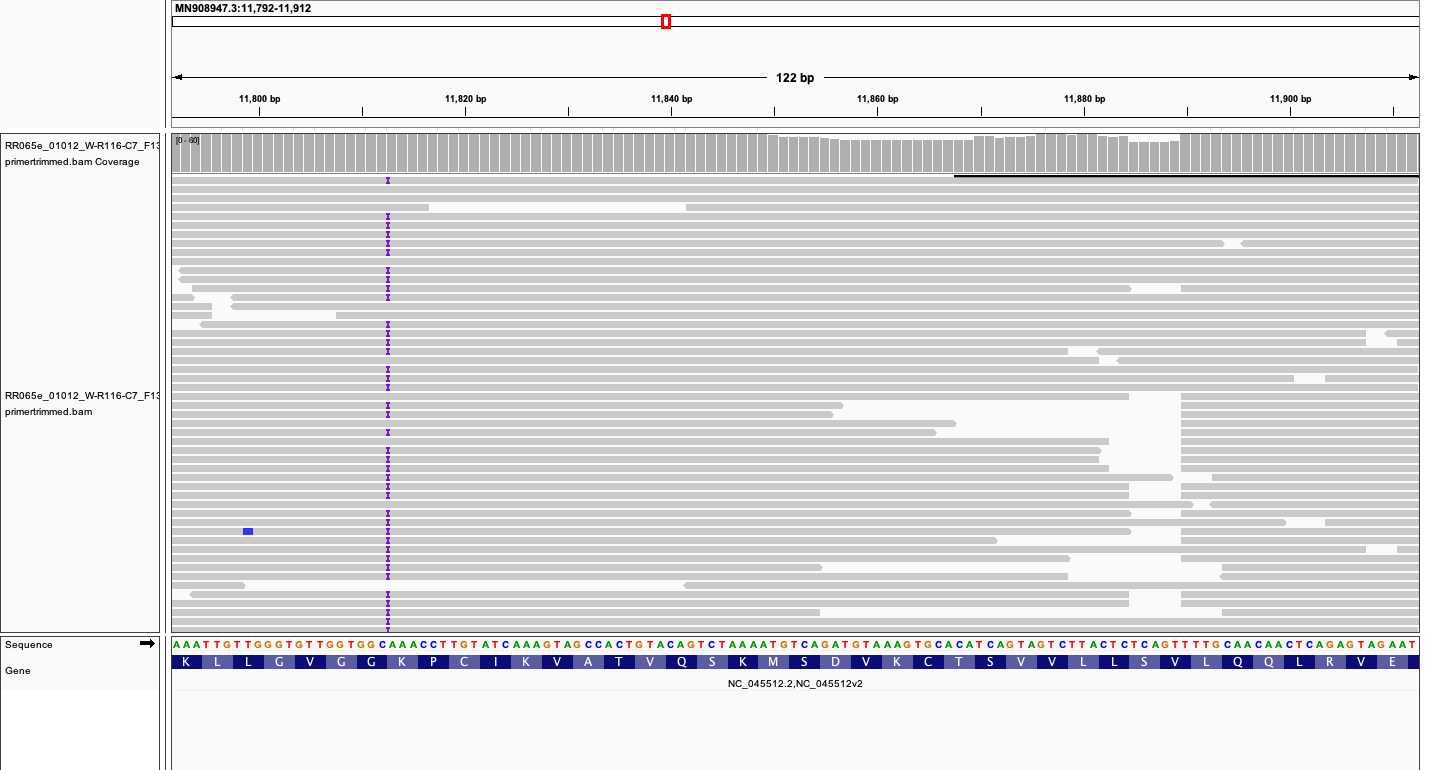 MN908947.3:11,792-11,912
122 bp
11,800 bp 11,820 bp 11,840 bp 11,860 bp 11,880 bp 11,900 bp
RR065e_01012_W-R116-C7_F13
primertrimmed.bam Coverage
[0 - 60]
RR065e_01012_W-R116-C7_F13
primertrimmed.bam
Sequence
AAATTGTTGGGTGTTGGTGGCAAACCTTGTATCAAAGTAGCCACTGTACAGTCTAAAATGTCAGATGTAAAGTGCACATCAGTAGTCTTACTCTCAGTTTTGCAACAACTCAGAGTAGAAT
Gene
K L L G V G G K P C I K V A T V Q S K M S D V K C T S V V L L S V L Q Q L R V E
NC_045512.2,NC_045512v2